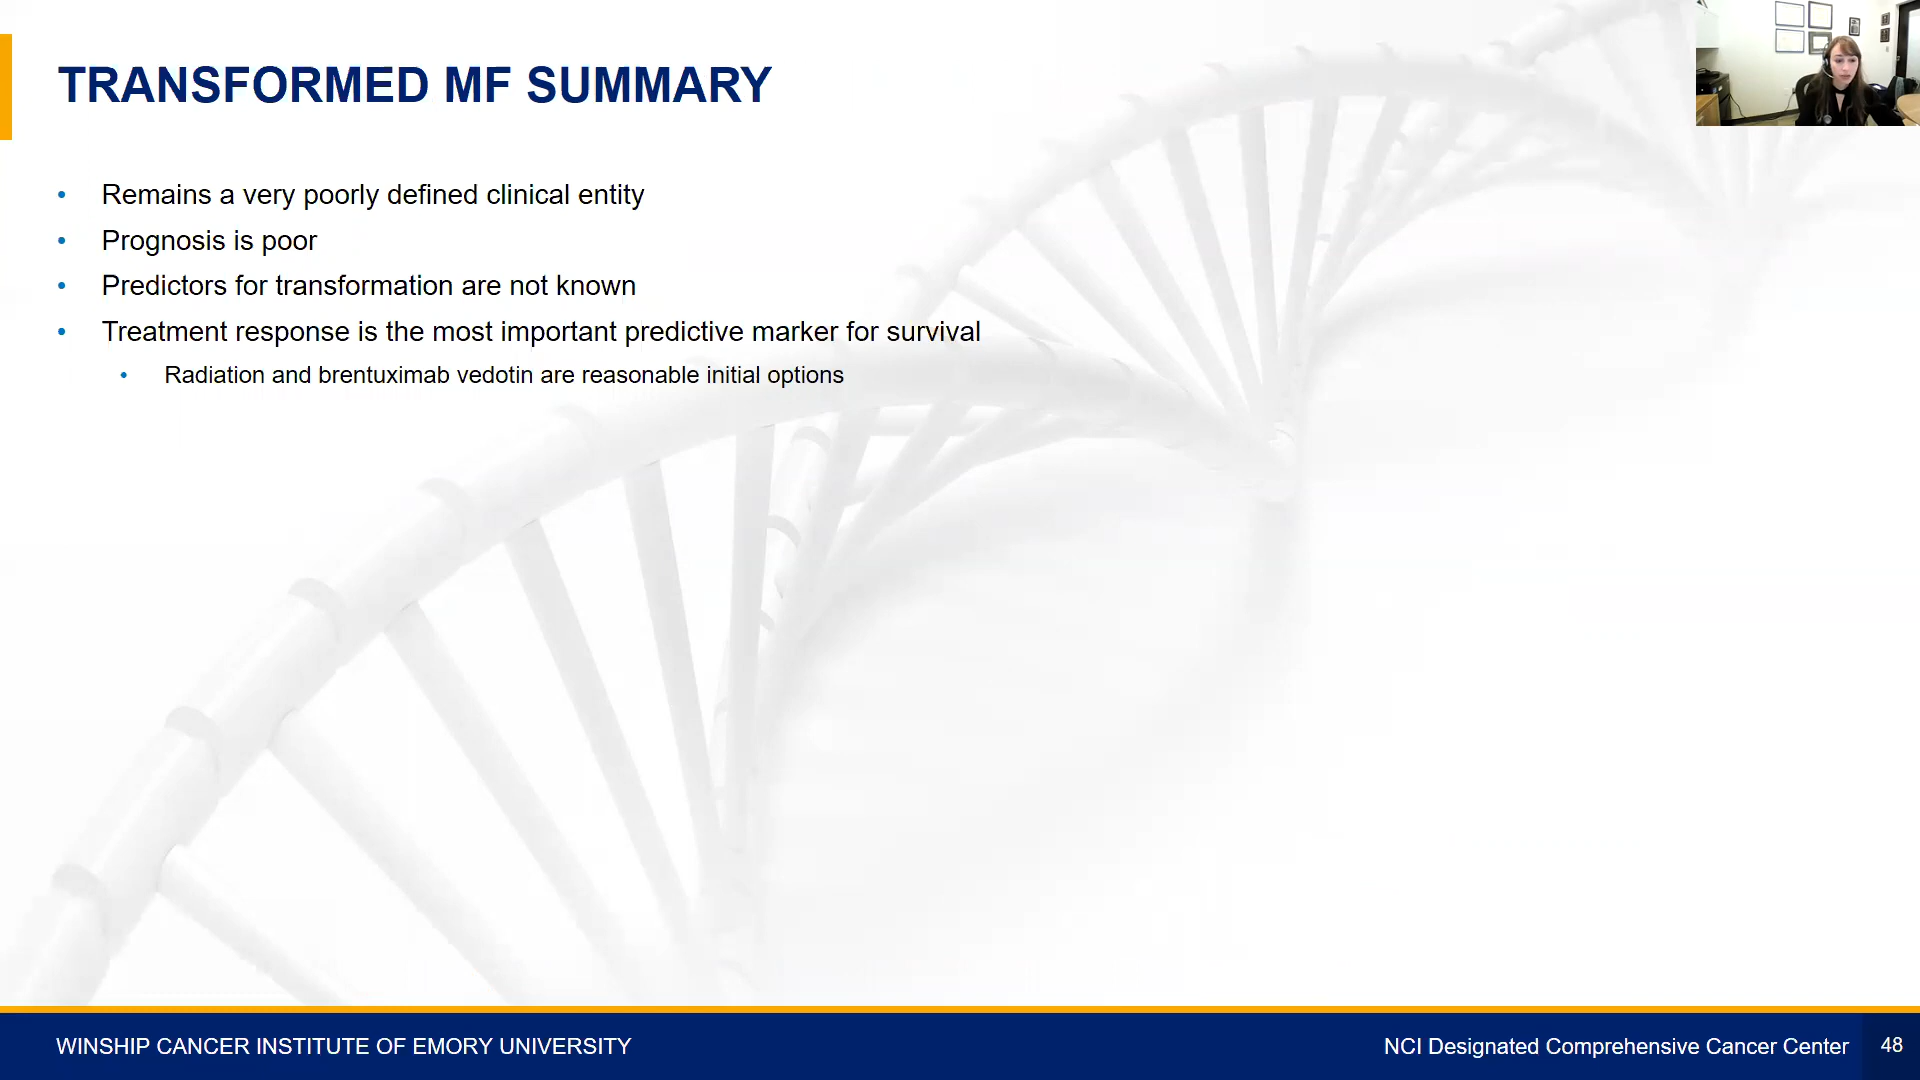 TRANSFORMED MF SUMMARY
• Remains a very poorly defined clinical entity
• Prognosis is poor
• Predictors for transformation are not known
• Treatment response is the most important predictive marker for survival
• Radiation and brentuximab vedotin are reasonable initial options
WINSHIP CANCER INSTITUTE OF EMORY UNIVERSITY
NCI Designated Comprehensive Cancer Center
48